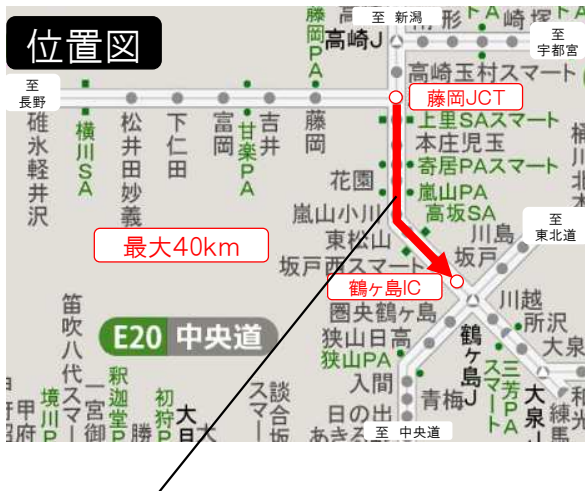 位置図
藤岡PA
高崎J
至 新潟
至
宇都宮
高崎玉村スマート
至
長野
藤岡JCT
碓氷軽井沢
横川SA
松井田妙義
下仁田
富岡
甘楽PA
吉井
藤岡
上里SAスマート
本庄児玉
寄居PAスマート
花園
嵐山PA
嵐山小川
高坂SA
東松山
川島
至
東北道
坂戸
坂戸西スマート
最大40km
鶴ヶ島IC
圏央鶴ヶ島
川越
所沢
大泉
狭山日高
狭山PA
鶴ヶ島J
三芳PA
スマート
大泉J
練馬
入間
青梅
日の出
至 中央道
E20 中央道
笛吹八代スマ
一宮御
釈迦堂P
勝
初狩P
談合坂
スマー
甲府
境川P